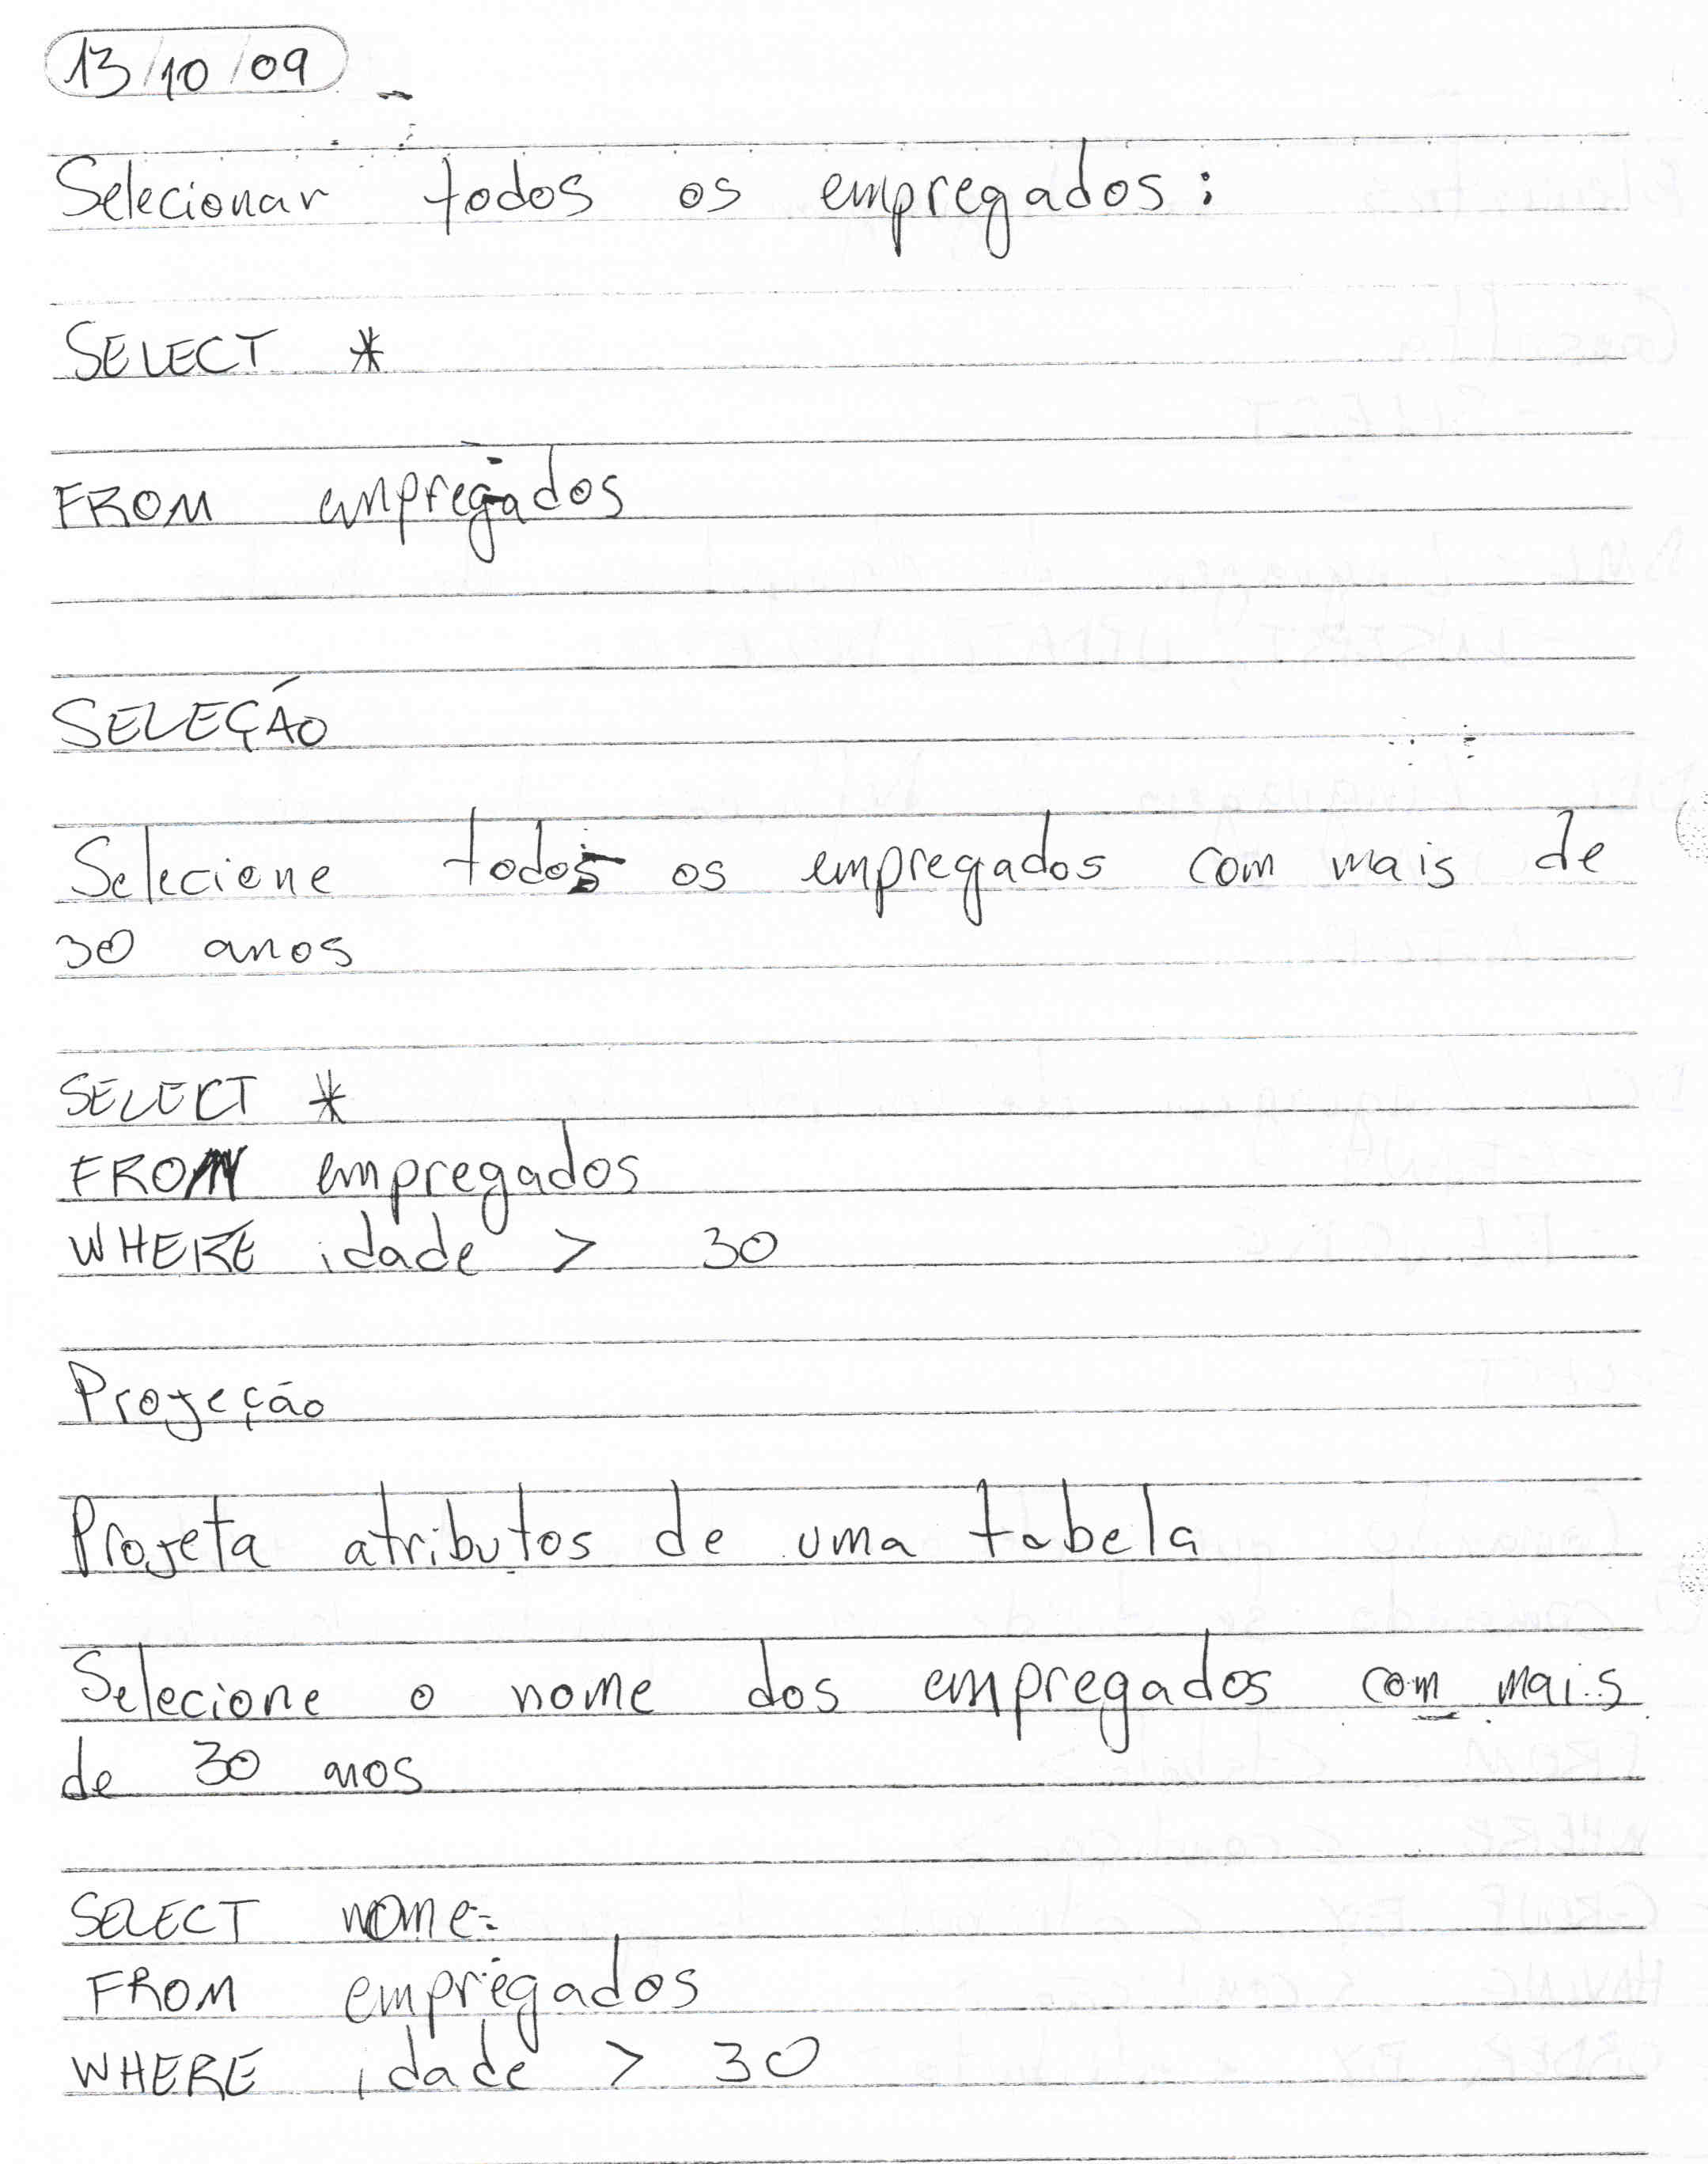 13/10/09
Selecionar todos os empregados:
SELECT *
FROM empregados
SELEÇÃO
Selecione todos os empregados com mais de
30 anos
SELECT *
FROM empregados
WHERE idade > 30
Projeção
Projeta atributos de uma tabela
Selecione o nome dos empregados com mais
de 30 anos
SELECT nome
FROM empregados
WHERE idade > 30